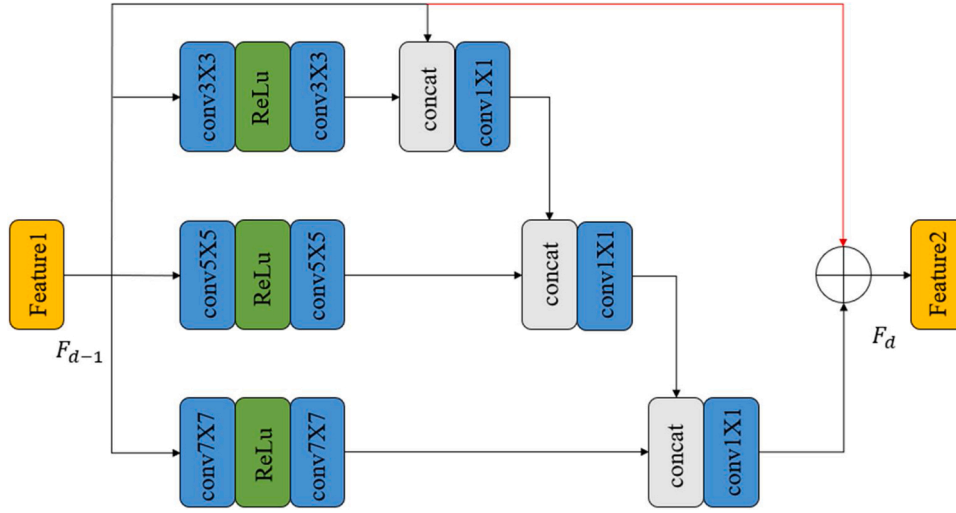 conv3X3
ReLu
conv3X3
concat
conv1X1
Feature1
conv5X5
ReLu
conv5X5
concat
conv1X1
Feature2
F_{d-1}
F_d
conv7X7
ReLu
conv7X7
concat
conv1X1